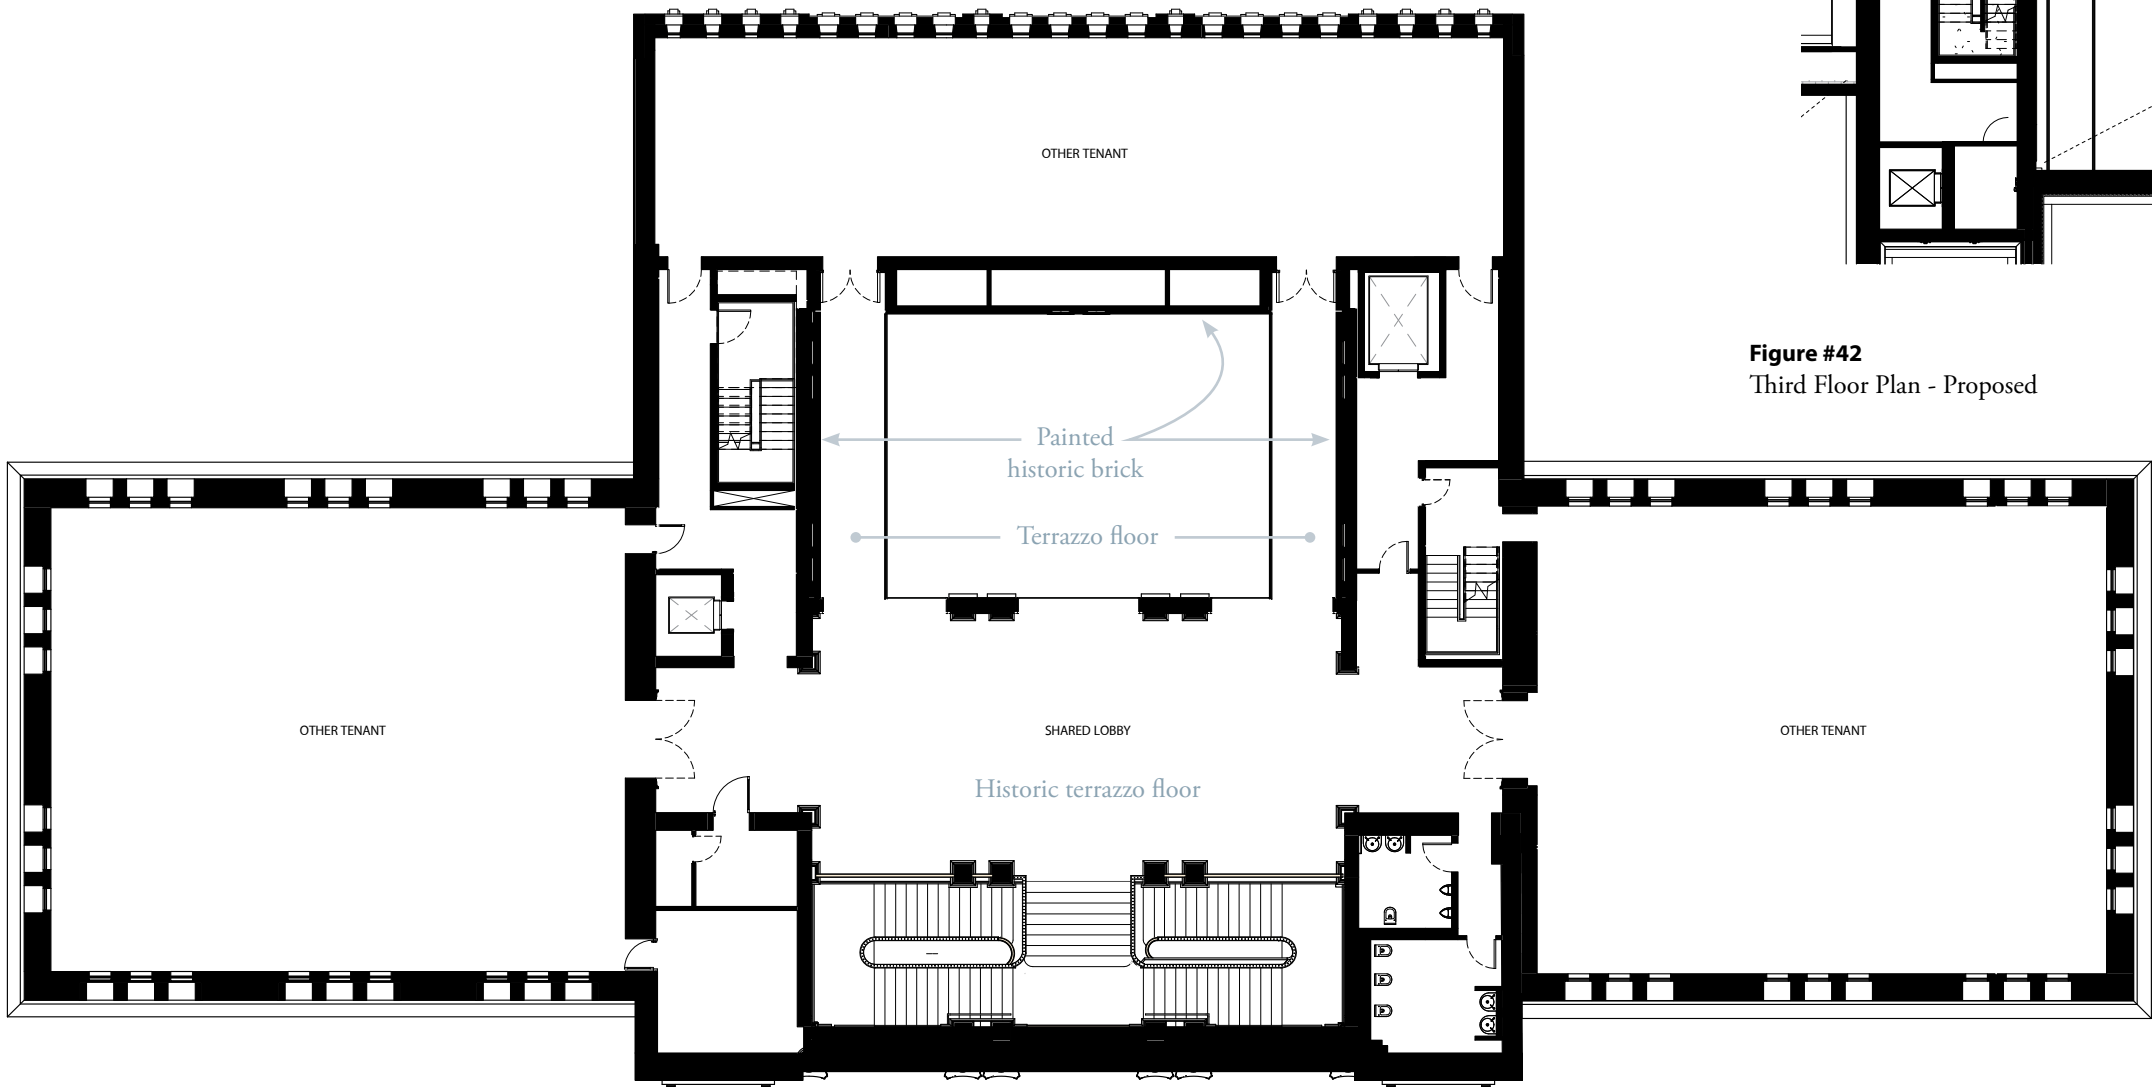 OTHER TENANT
Figure #42
Third Floor Plan - Proposed
Painted
historic brick
Terrazzo floor
OTHER TENANT
SHARED LOBBY
OTHER TENANT
Historic terrazzo floor